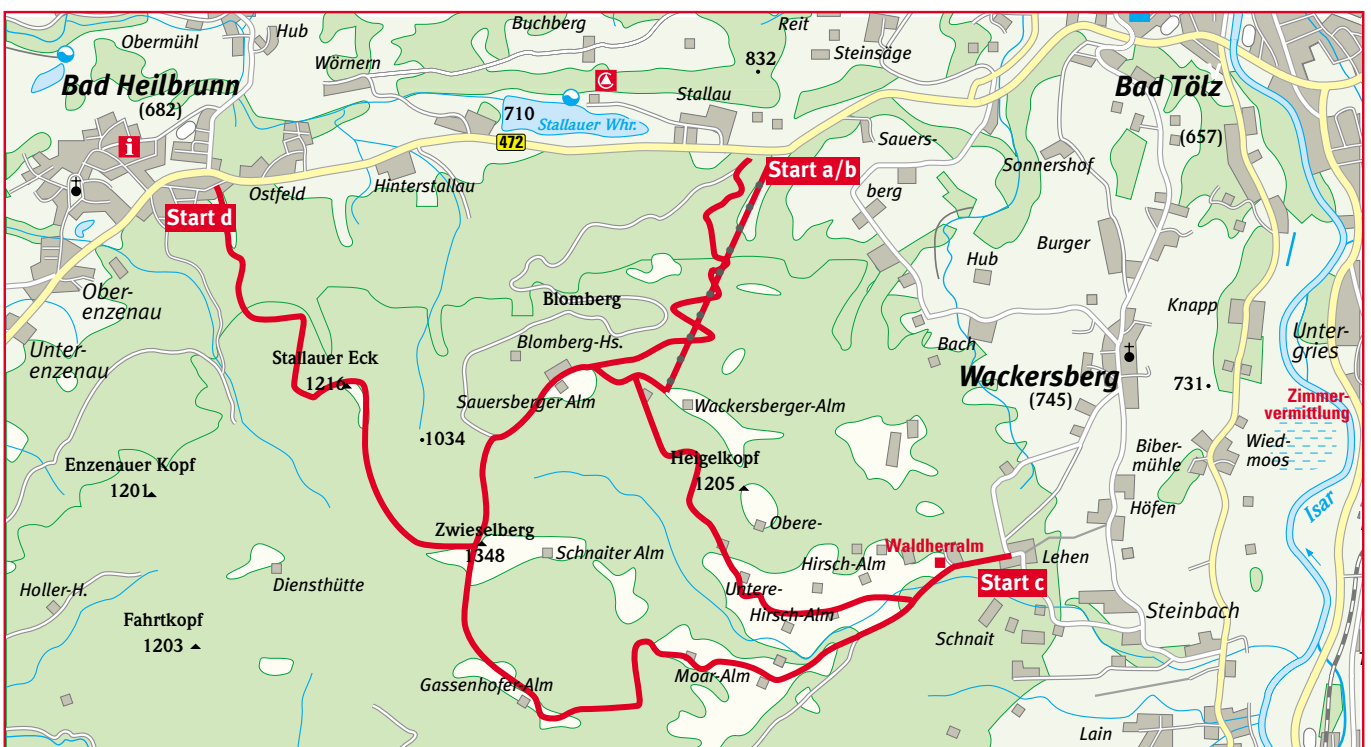 Obermühl
Hub
Buchberg
Reit
Steinsäge
Wörnern
832
Bad Heilbrunn
(682)
Bad Tölz
(657)
Stallau
710
Stallauer Whr.
472
i
Sauers-
berg
Sonnershof
Start a/b
Hinterstallau
Ostfeld
Start d
Burger
Hub
Ober-
enzenau
Blomberg
Knapp
Unter-
enzenau
Blomberg-Hs.
Bach
Unter-
gries
Stallauer Eck
1216
Wackersberg
(745)
731
Zimmer-
vermittlung
Sauersberger Alm
Wackersberger-Alm
1034
Enzenauer Kopf
1201
Heigelkopf
1205
Biber-
mühle
Wied-
moos
Isar
Höfen
Obere-
Hirsch-Alm
Zwieselberg
1348
Schnaiter Alm
Waldherralm
Lehen
Start c
Holler-H.
Diensthütte
Untere-
Hirsch-Alm
Steinbach
Fahrtkopf
1203
Schnait
Gassenhofer-Alm
Moar-Alm
Lain